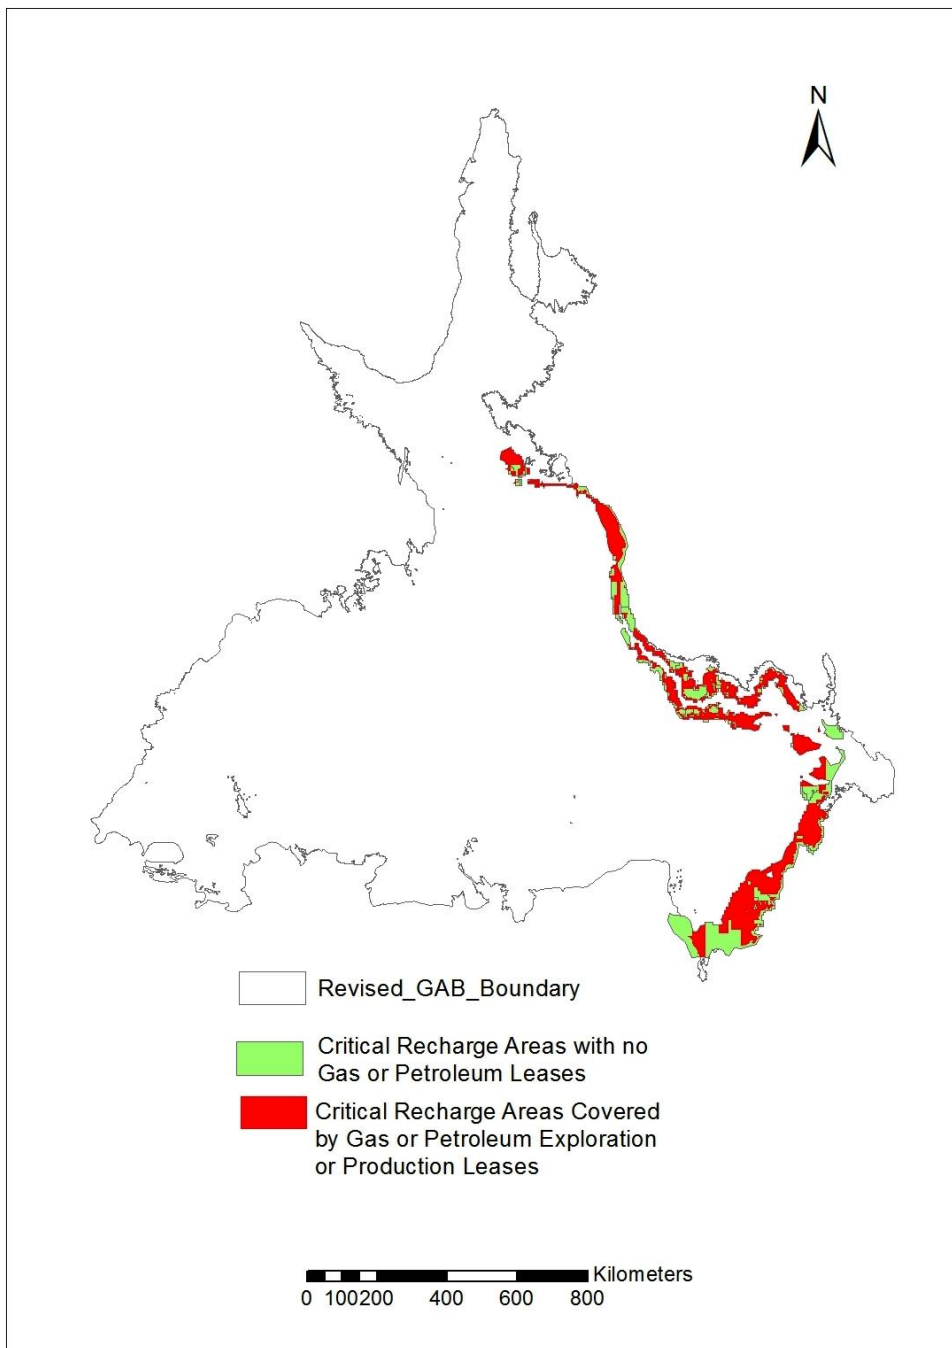 N
Revised_GAB_Boundary
Critical Recharge Areas with no
Gas or Petroleum Leases
Critical Recharge Areas Covered
by Gas or Petroleum Exploration
or Production Leases
Kilometers
0 100200 400 600 800